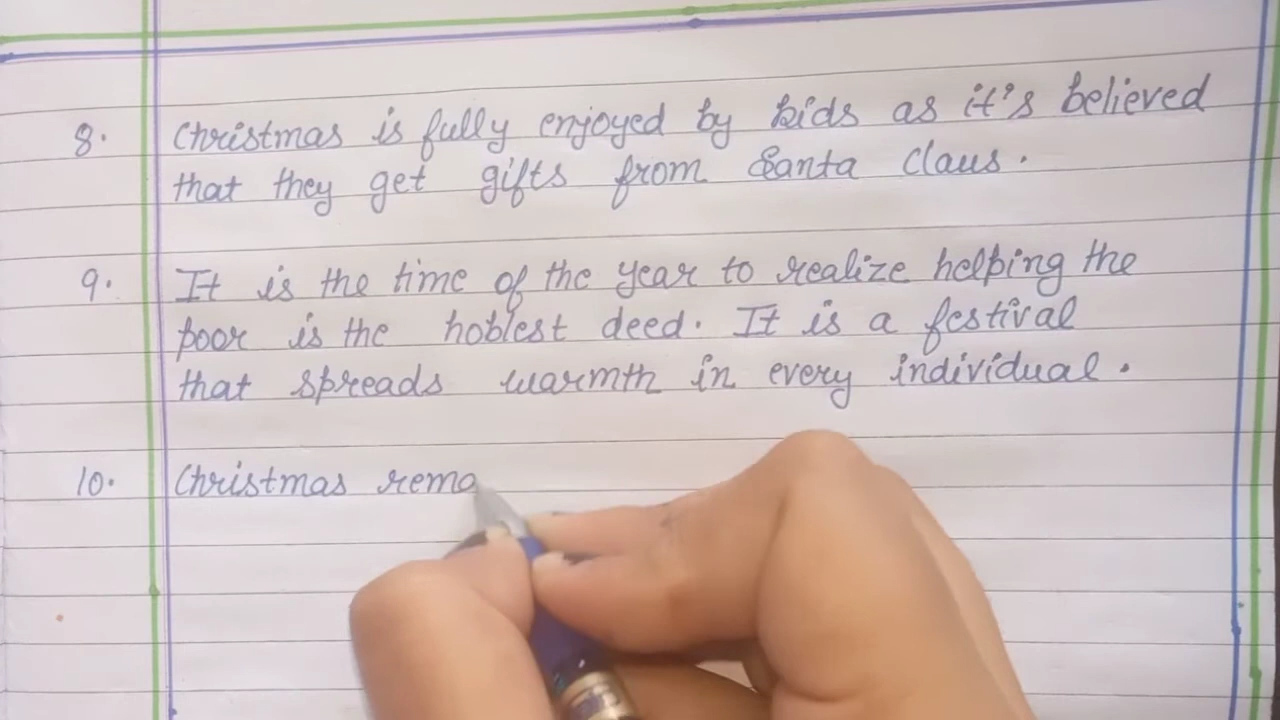 8. Christmas is fully enjoyed by kids as it's believed
that they get gifts from Santa Claus.
9. It is the time of the year to realize helping the
poor is the hoblest deed. It is a festival
that spreads warmth in every individual.
10. Christmas rema